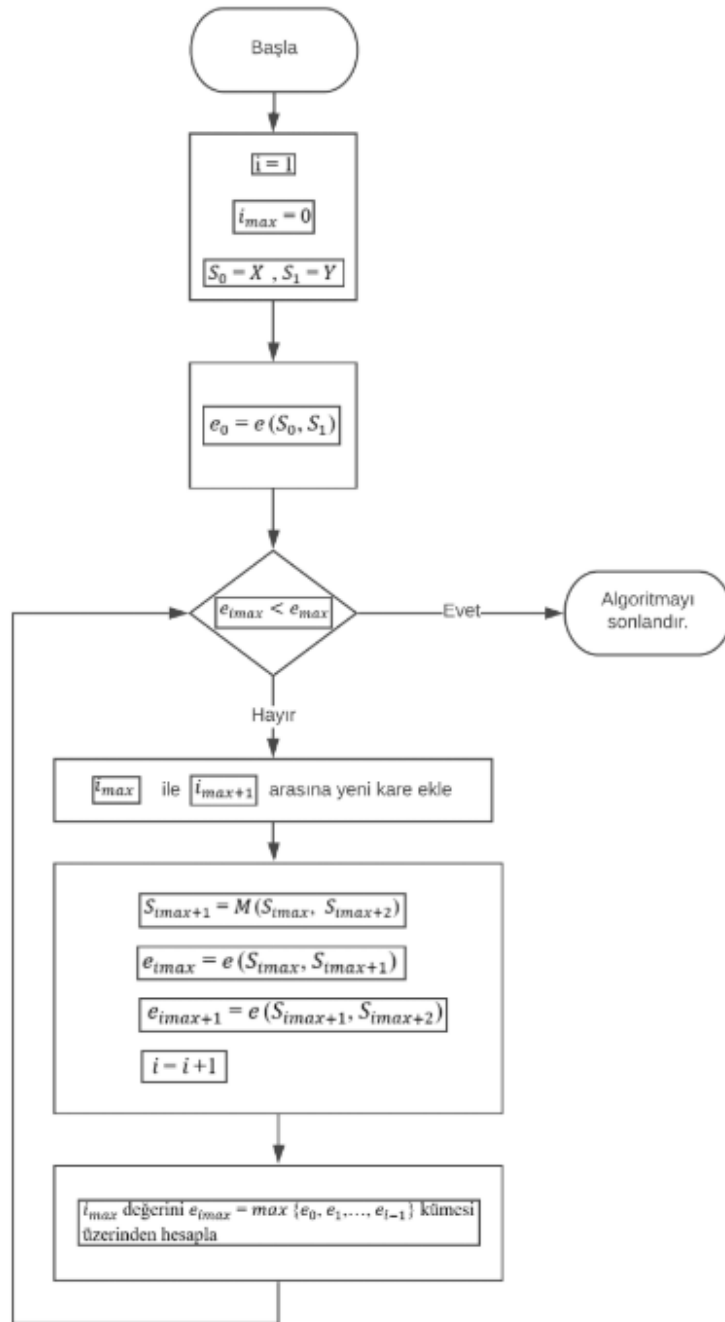 Başla
i = 1
i_max = 0
S_0 = X , S_1 = Y
e_0 = e (S_0, S_1)
e_imax < e_max
Evet
Algoritmayı
sonlandır.
Hayır
i_max ile i_max+1 arasına yeni kare ekle
S_imax+1 = M (S_imax, S_imax+2)
e_imax = e (S_imax, S_imax+1)
e_imax+1 = e (S_imax+1, S_imax+2)
i = i +1
i_max değerini e_imax = max {e_0, e_1,..., e_i−1} kümesi
üzerinden hesapla